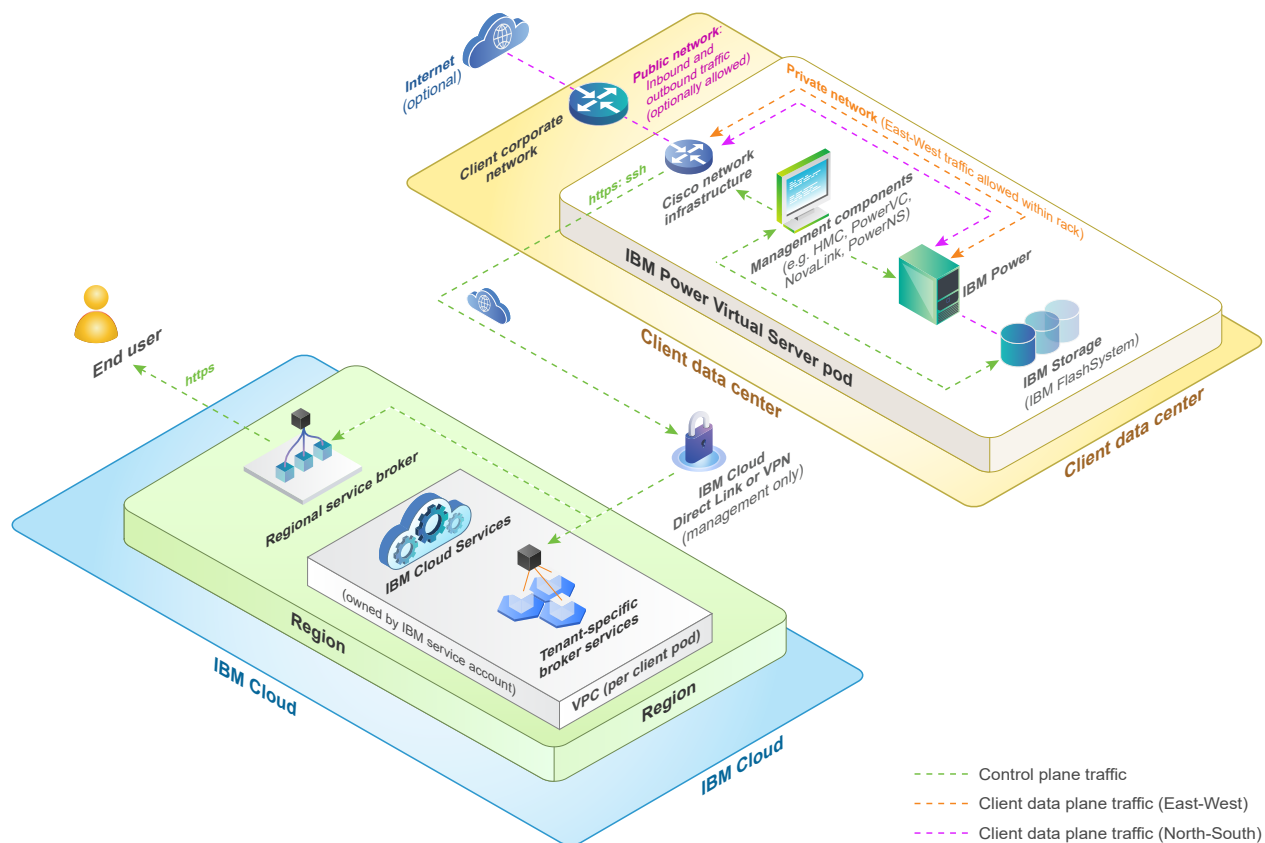 Internet
(optional)
Public network:
Inbound and
outbound traffic
(optionally allowed)
Client corporate
network
Private network (East-West traffic allowed within rack)
https: ssh
Cisco network
infrastructure
Management components
(e.g. HMC, PowerVC,
NovaLink, PowerNS)
IBM Power
IBM Storage
(IBM FlashSystem)
IBM Power Virtual Server pod
Client data center
Client data center
End user
https
IBM Cloud
Direct Link or VPN
(management only)
Regional service broker
IBM Cloud Services
(owned by IBM service account)
Tenant-specific
broker services
VPC (per client pod)
Region
Region
IBM Cloud
IBM Cloud
Control plane traffic
Client data plane traffic (East-West)
Client data plane traffic (North-South)